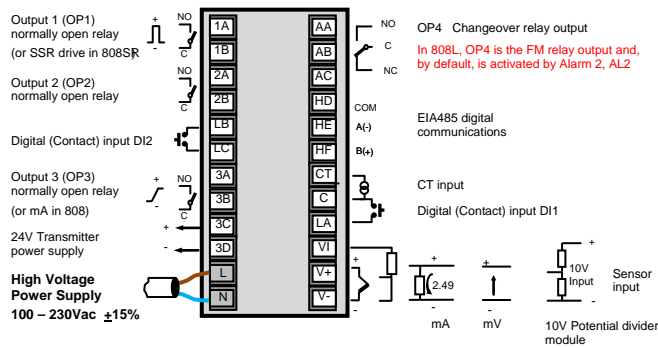 Output 1 (OP1)
normally open relay
(or SSR drive in 808SR
+
-
NO
C
1A
1B
Output 2 (OP2)
normally open relay
NO
C
2A
2B
Digital (Contact) input DI2
LB
LC
Output 3 (OP3)
normally open relay
(or mA in 808)
+
-
NO
C
3A
3B
24V Transmitter
power supply
+
-
3C
3D
High Voltage
Power Supply
100 – 230Vac ±15%
L
N
AA
AB
AC
NO
C
NC
OP4 Changeover relay output
In 808L, OP4 is the FM relay output and,
by default, is activated by Alarm 2, AL2
HD
HE
HF
COM
A(-)
B(+)
EIA485 digital
communications
CT
C
LA
CT input
Digital (Contact) input DI1
VI
V+
V-
+
-
+
2.49
-
mA
+
-
mV
+
10V
Input
-
Sensor
input
10V Potential divider
module